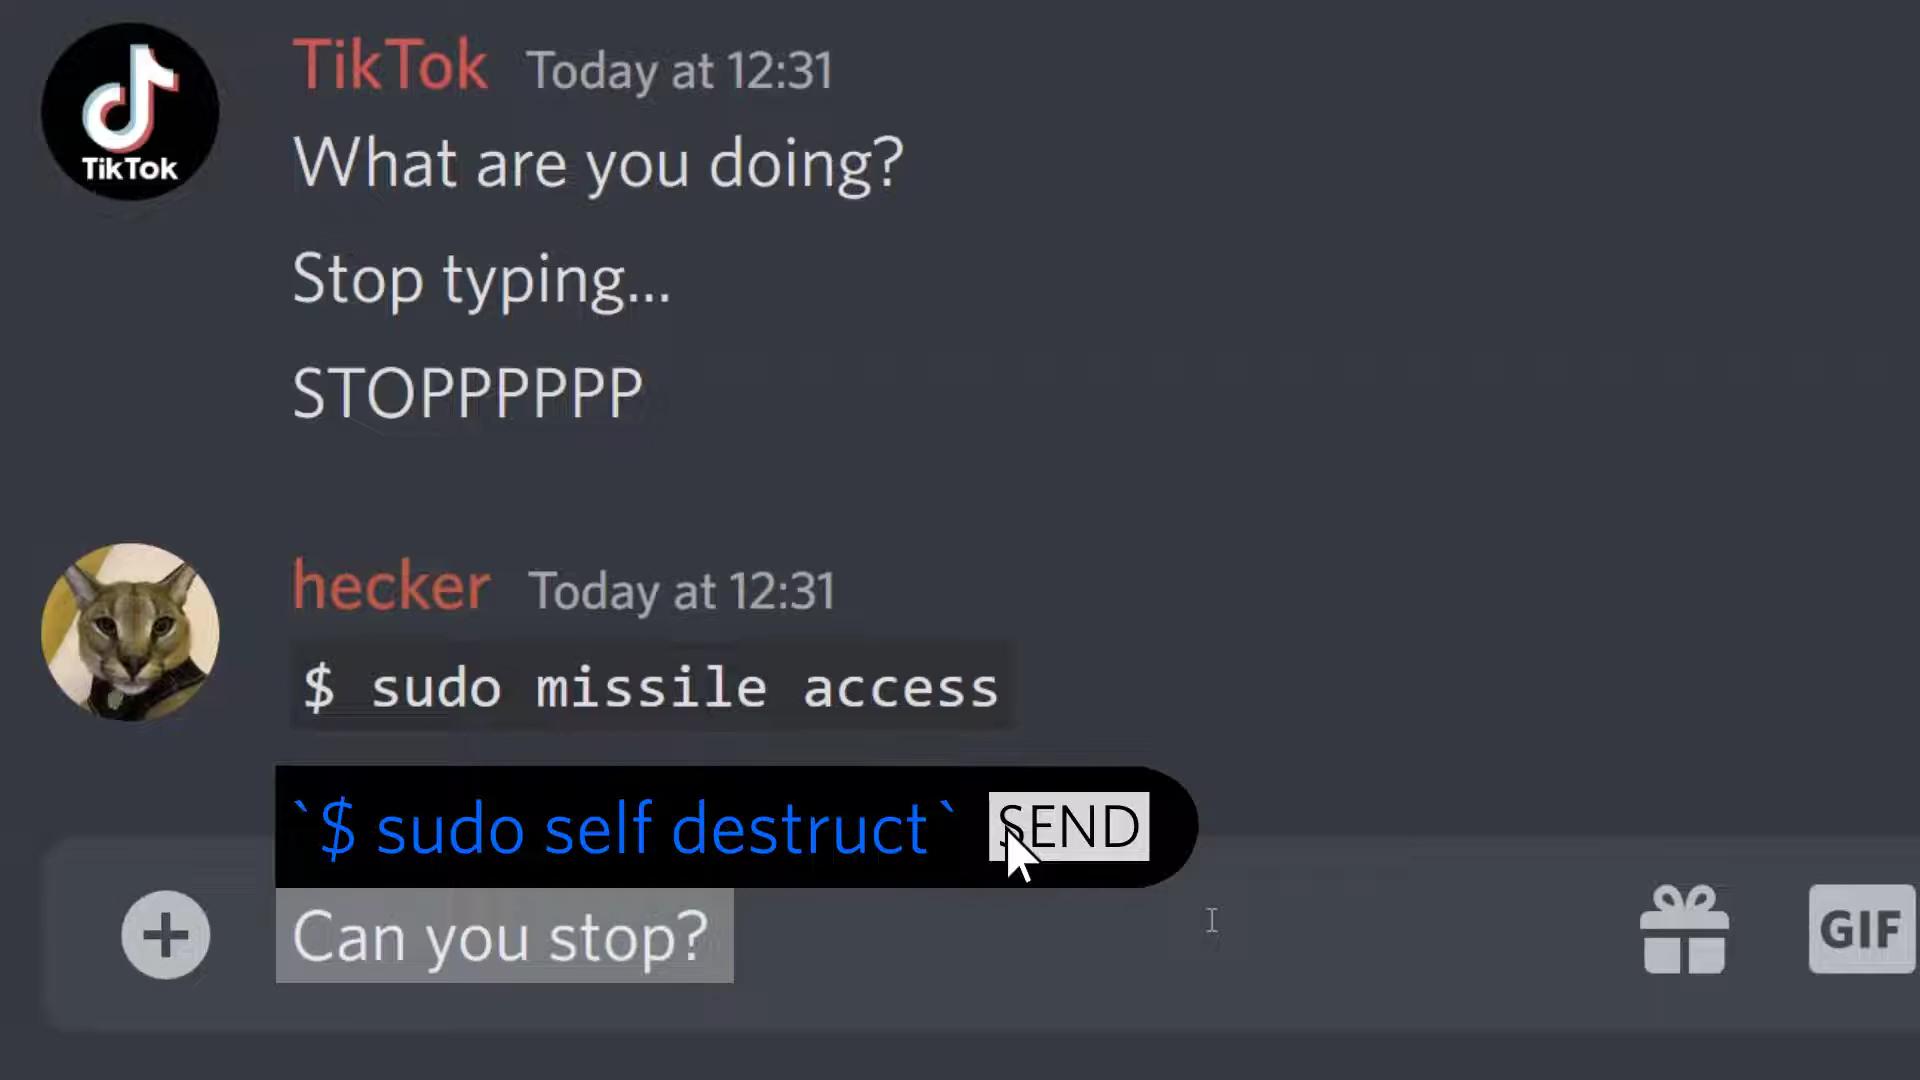 TikTok Today at 12:31
TikTok
What are you doing?
Stop typing...
STOPPPPPP
hecker Today at 12:31
$ sudo missile access
`$ sudo self destruct` SEND
Can you stop?
GIF